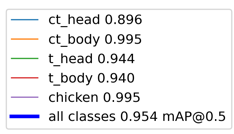 ct_head 0.896
ct_body 0.995
t_head 0.944
t_body 0.940
chicken 0.995
all classes 0.954 mAP@0.5